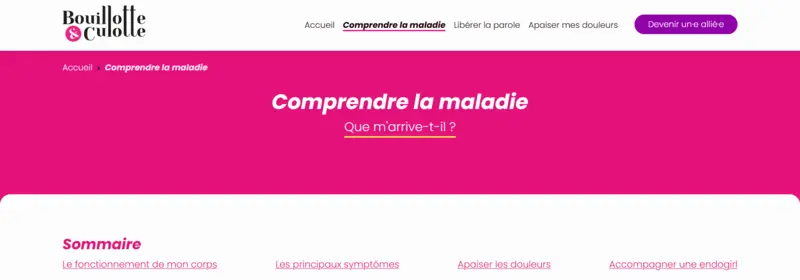 Bouillotte
& Culotte
Accueil Comprendre la maladie Libérer la parole Apaiser mes douleurs Devenir un·e allié·e
Accueil Comprendre la maladie
Comprendre la maladie
Que m'arrive-t-il ?
Sommaire
Le fonctionnement de mon corps Les principaux symptômes Apaiser les douleurs Accompagner une endogirl